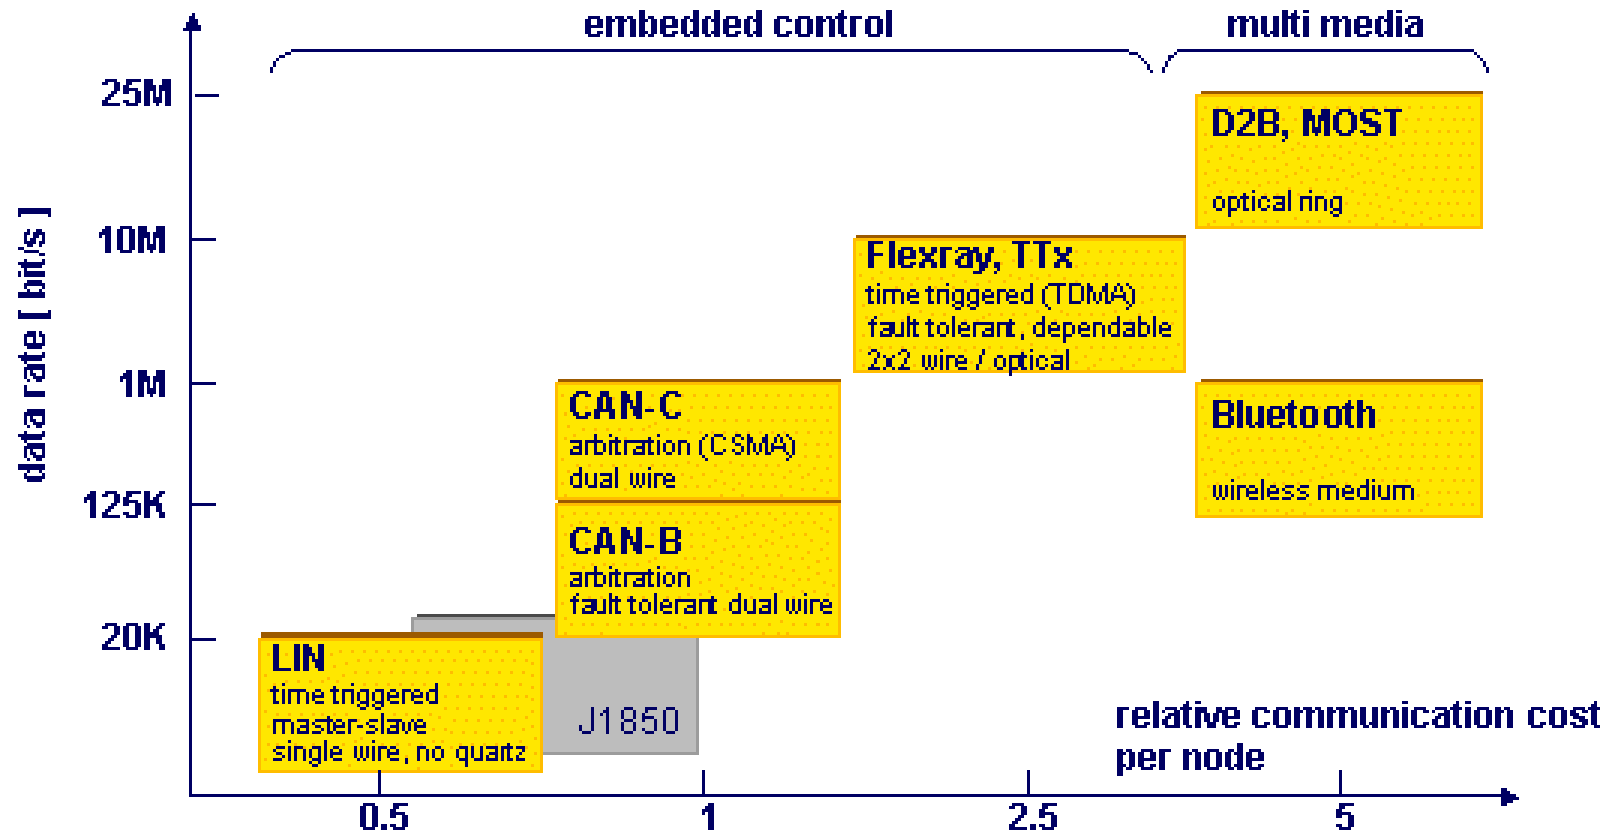 embedded control
multi media
25M
D2B, MOST
optical ring
10M
Flexray, TTx
time triggered (TDMA)
fault tolerant, dependable
2x2 wire / optical
data rate [ bit/s ]
1M
CAN-C
arbitration (CSMA)
dual wire
Bluetooth
wireless medium
125K
CAN-B
arbitration
fault tolerant dual wire
20K
LIN
time triggered
master-slave
single wire, no quartz
J1850
relative communication cost
per node
0.5
1
2.5
5